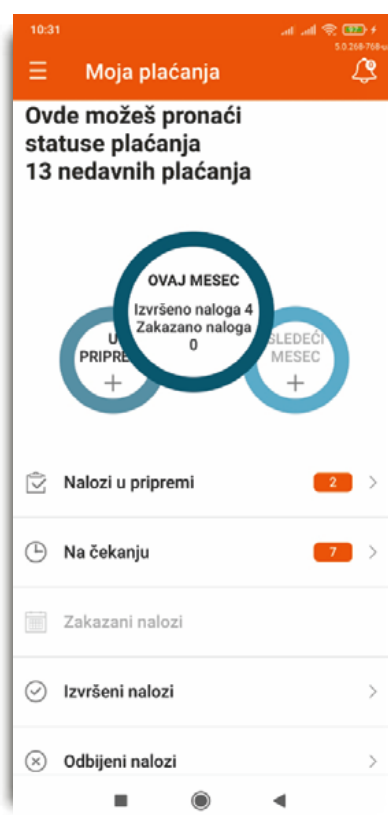 10:31
97
5.0.268-768-u
Moja plaćanja
Ovde možeš pronaći
statuse plaćanja
13 nedavnih plaćanja
OVAJ MESEC
Izvršeno naloga 4
Zakazano naloga
0
U
PRIPRE
+
SLEDEĆI
MESEC
+
Nalozi u pripremi 2
Na čekanju 7
Zakazani nalozi
Izvršeni nalozi
Odbijeni nalozi